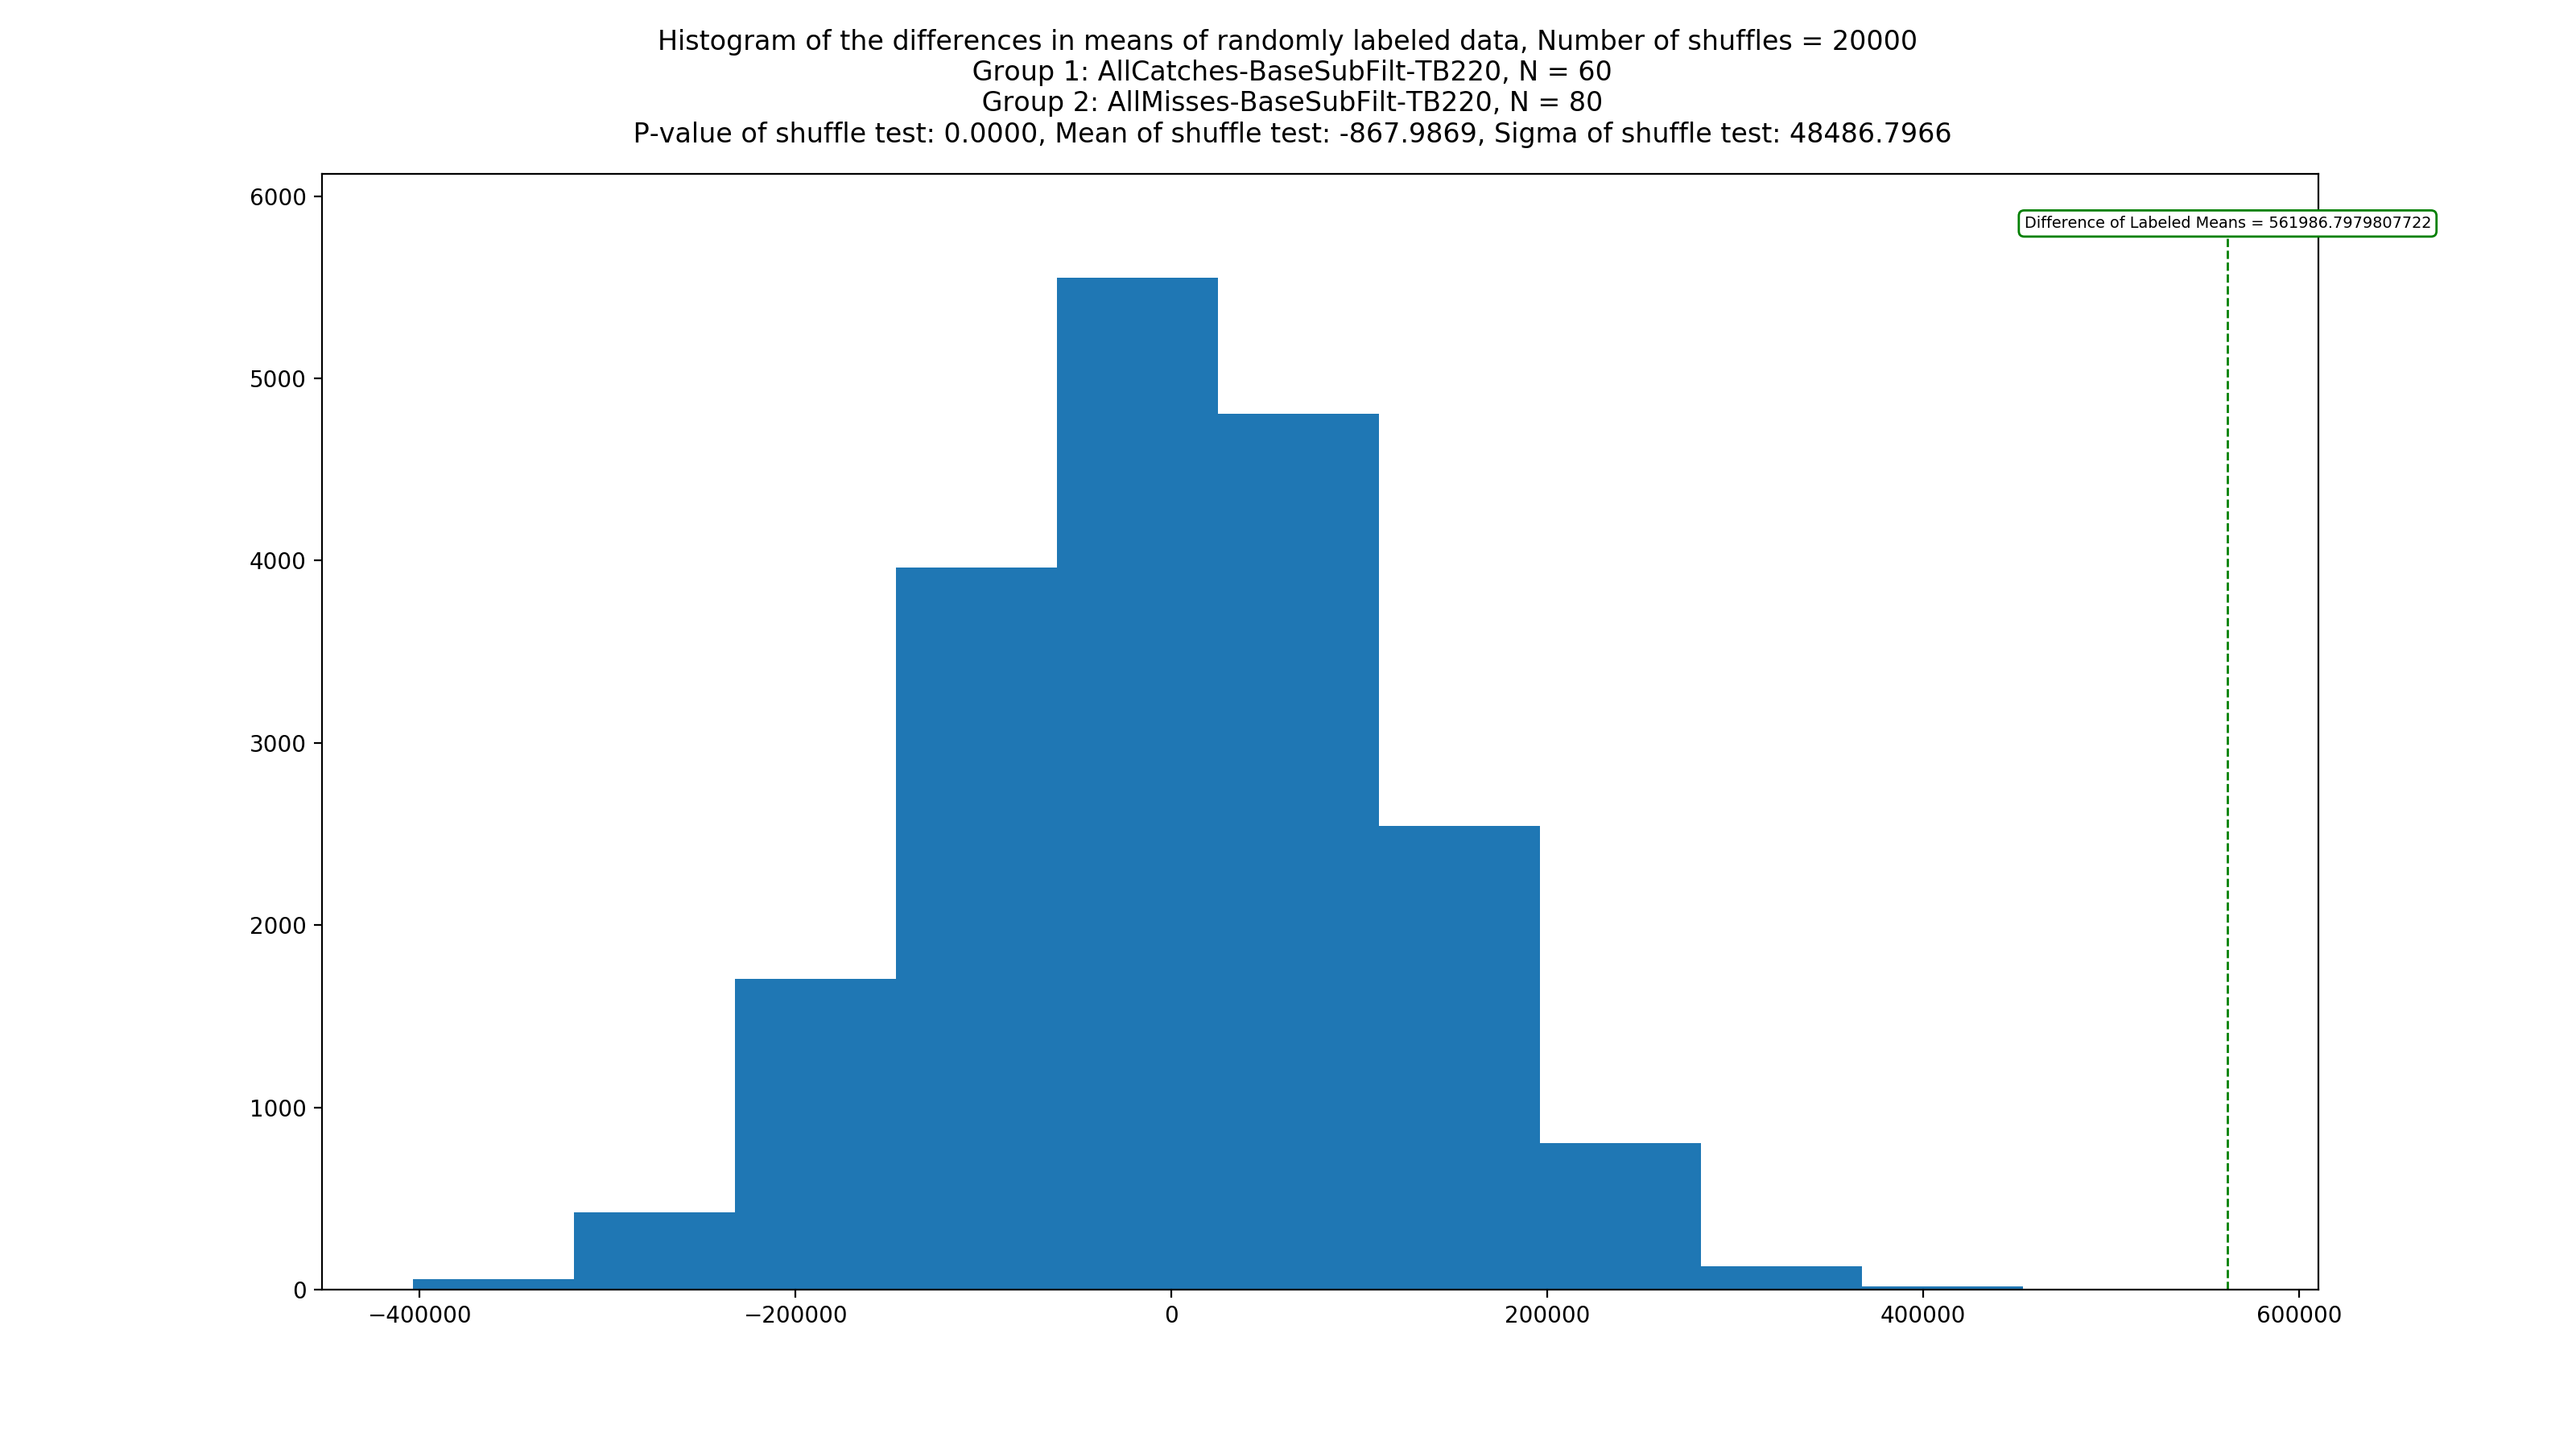 Histogram of the differences in means of randomly labeled data, Number of shuffles = 20000
Group 1: AllCatches-BaseSubFilt-TB220, N = 60
Group 2: AllMisses-BaseSubFilt-TB220, N = 80
P-value of shuffle test: 0.0000, Mean of shuffle test: -867.9869, Sigma of shuffle test: 48486.7966
6000
Difference of Labeled Means = 561986.7979807722
5000
4000
3000
2000
1000
0
−400000 −200000 0 200000 400000 600000